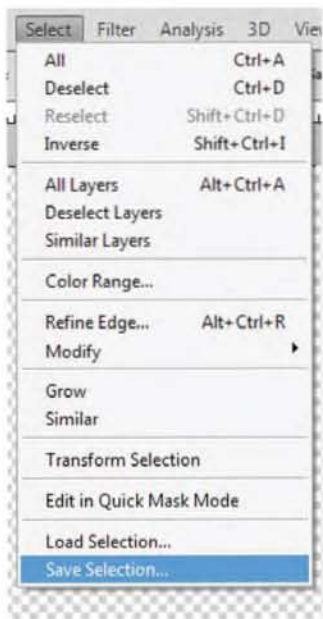 Select Filter Analysis 3D
All Ctrl+A
Deselect Ctrl+D
Reselect Shift+Ctrl+D
Inverse Shift+Ctrl+I
All Layers Alt+Ctrl+A
Deselect Layers
Similar Layers
Color Range...
Refine Edge... Alt+Ctrl+R
Modify
Grow
Similar
Transform Selection
Edit in Quick Mask Mode
Load Selection...
Save Selection...